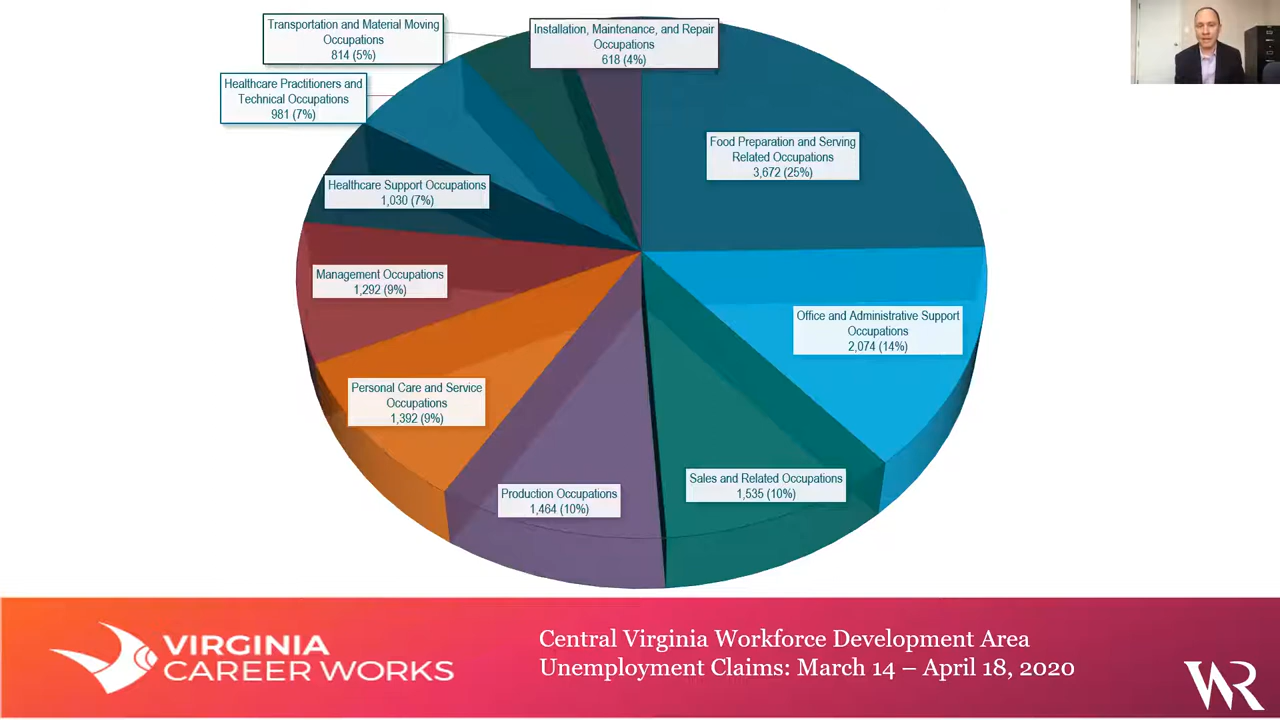 Transportation and Material Moving
Occupations
814 (5%)
Installation, Maintenance, and Repair
Occupations
618 (4%)
Healthcare Practitioners and
Technical Occupations
981 (7%)
Food Preparation and Serving
Related Occupations
3,672 (25%)
Healthcare Support Occupations
1,030 (7%)
Management Occupations
1,292 (9%)
Office and Administrative Support
Occupations
2,074 (14%)
Personal Care and Service
Occupations
1,392 (9%)
Sales and Related Occupations
1,535 (10%)
Production Occupations
1,464 (10%)
VIRGINIA
CAREER WORKS
Central Virginia Workforce Development Area
Unemployment Claims: March 14 – April 18, 2020
WR